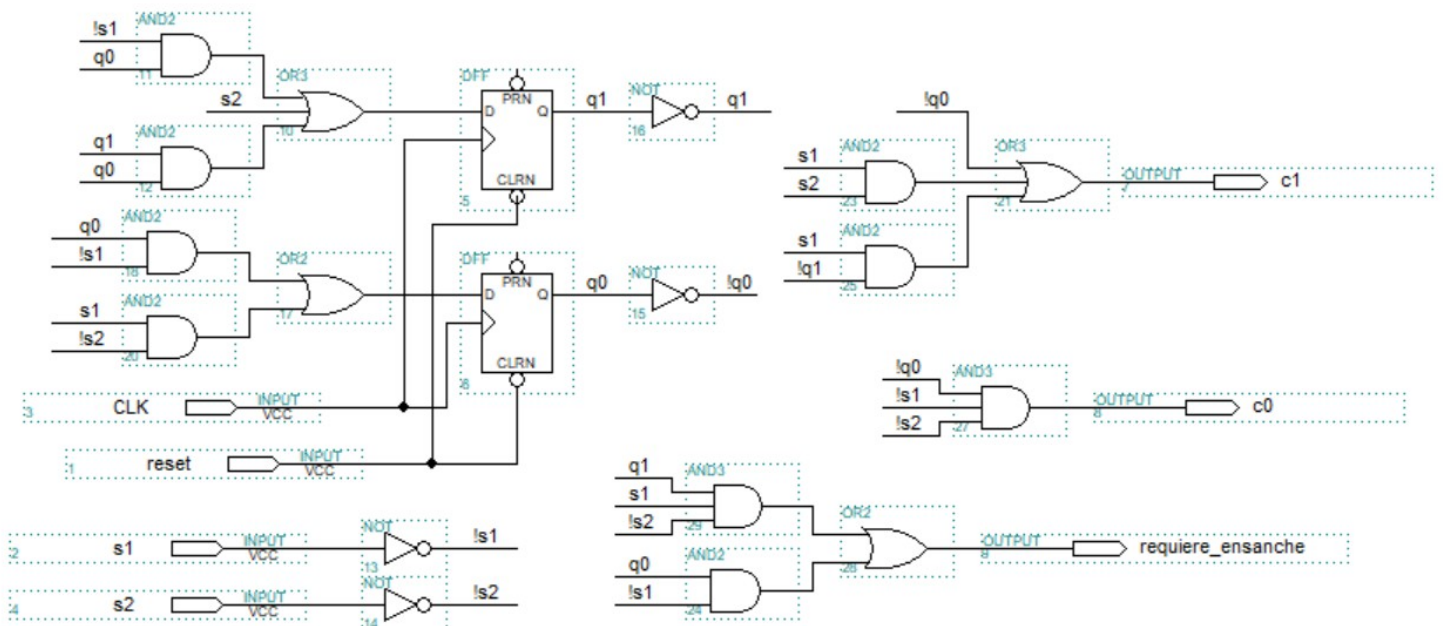 AND2
!s1
q0
11
OR3
s2
10
AND2
q1
q0
12
DFF
PRN
D
Q
CLRN
5
q1
NOT
16
q1
!q0
AND2
s1
s2
23
OR3
21
OUTPUT
7
c1
AND2
s1
!q1
25
AND2
q0
!s1
18
OR2
17
AND2
s1
!s2
20
DFF
PRN
D
Q
CLRN
6
q0
NOT
15
!q0
CLK
INPUT
VCC
3
reset
INPUT
VCC
1
!q0
AND3
!s1
!s2
27
OUTPUT
8
c0
q1
AND3
s1
!s2
29
OR2
28
OUTPUT
9
requiere_ensanche
q0
AND2
!s1
24
s1
INPUT
VCC
2
NOT
13
!s1
s2
INPUT
VCC
4
NOT
14
!s2